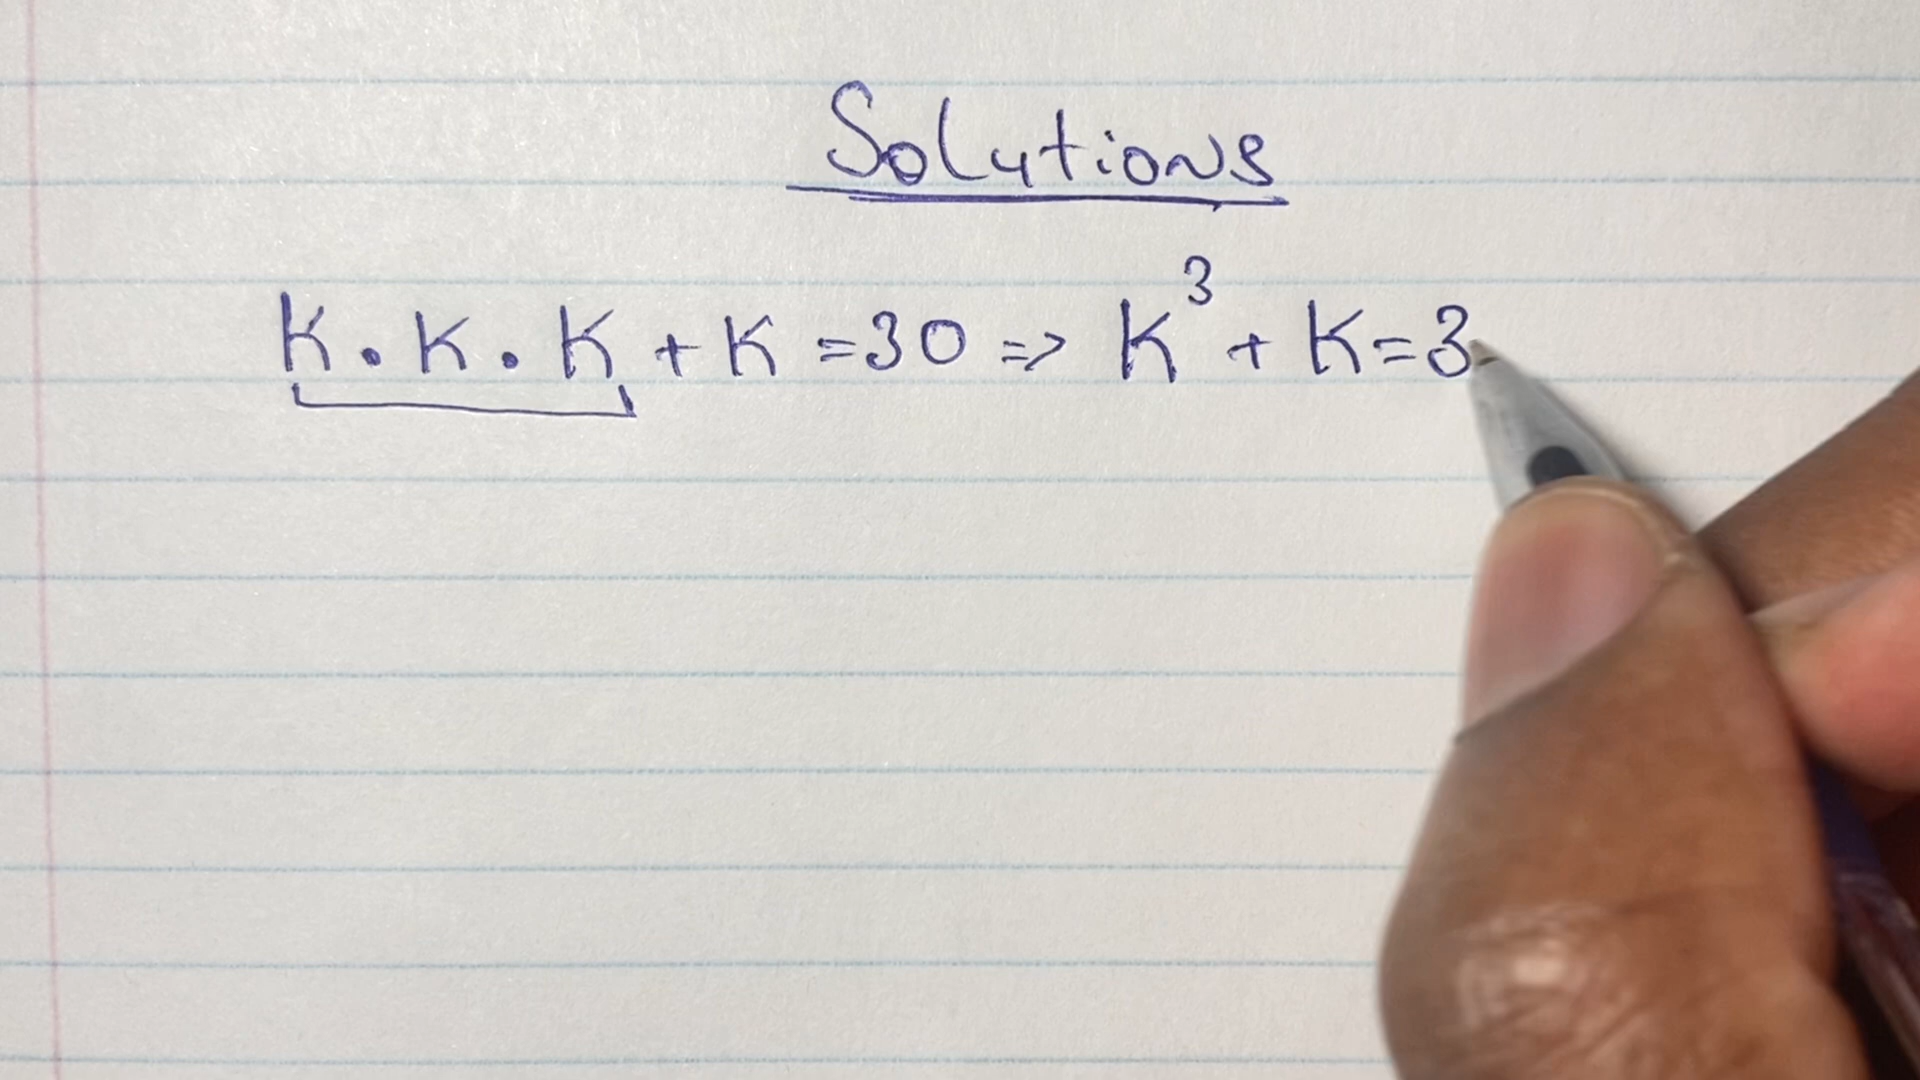 Solutions
K . K . K + K = 30 => K³ + K = 3